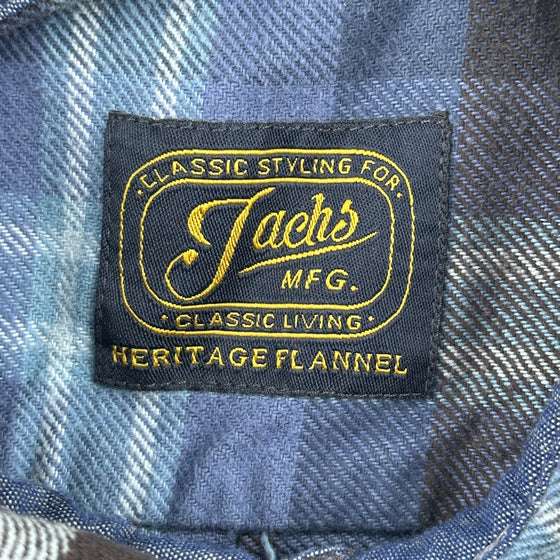 ·CLASSIC STYLING FOR·
Jachs
MFG.
·CLASSIC LIVING·
HERITAGE FLANNEL